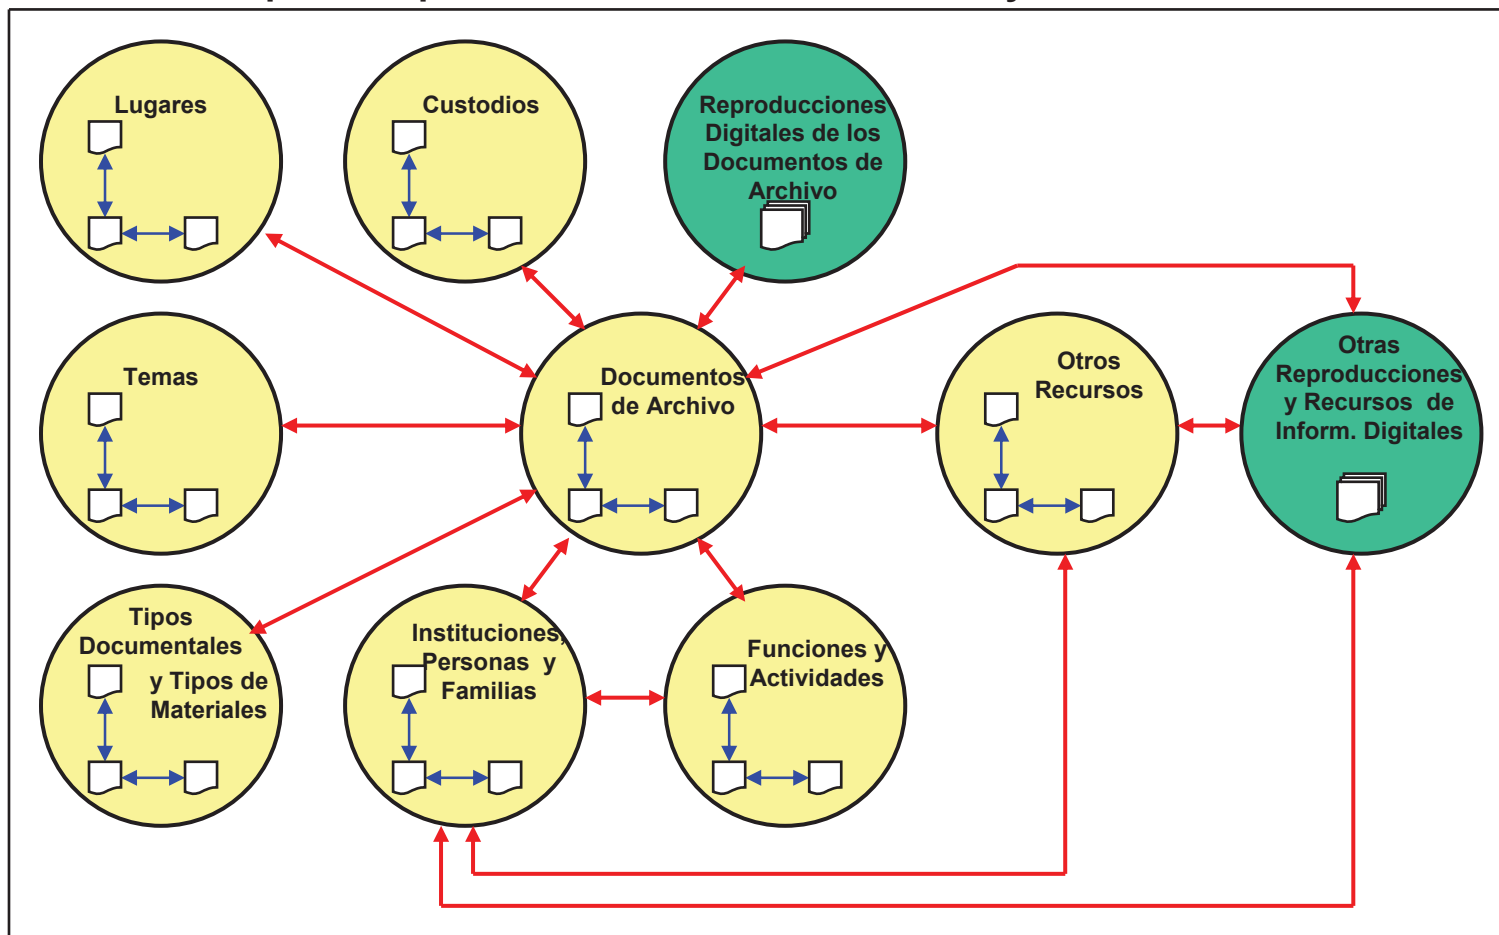 Lugares
Custodios
Reproducciones
Digitales de los
Documentos de
Archivo
Temas
Documentos
de Archivo
Otros
Recursos
Otras
Reproducciones
y Recursos de
Inform. Digitales
Tipos
Documentales
y Tipos de
Materiales
Instituciones,
Personas y
Familias
Funciones y
Actividades